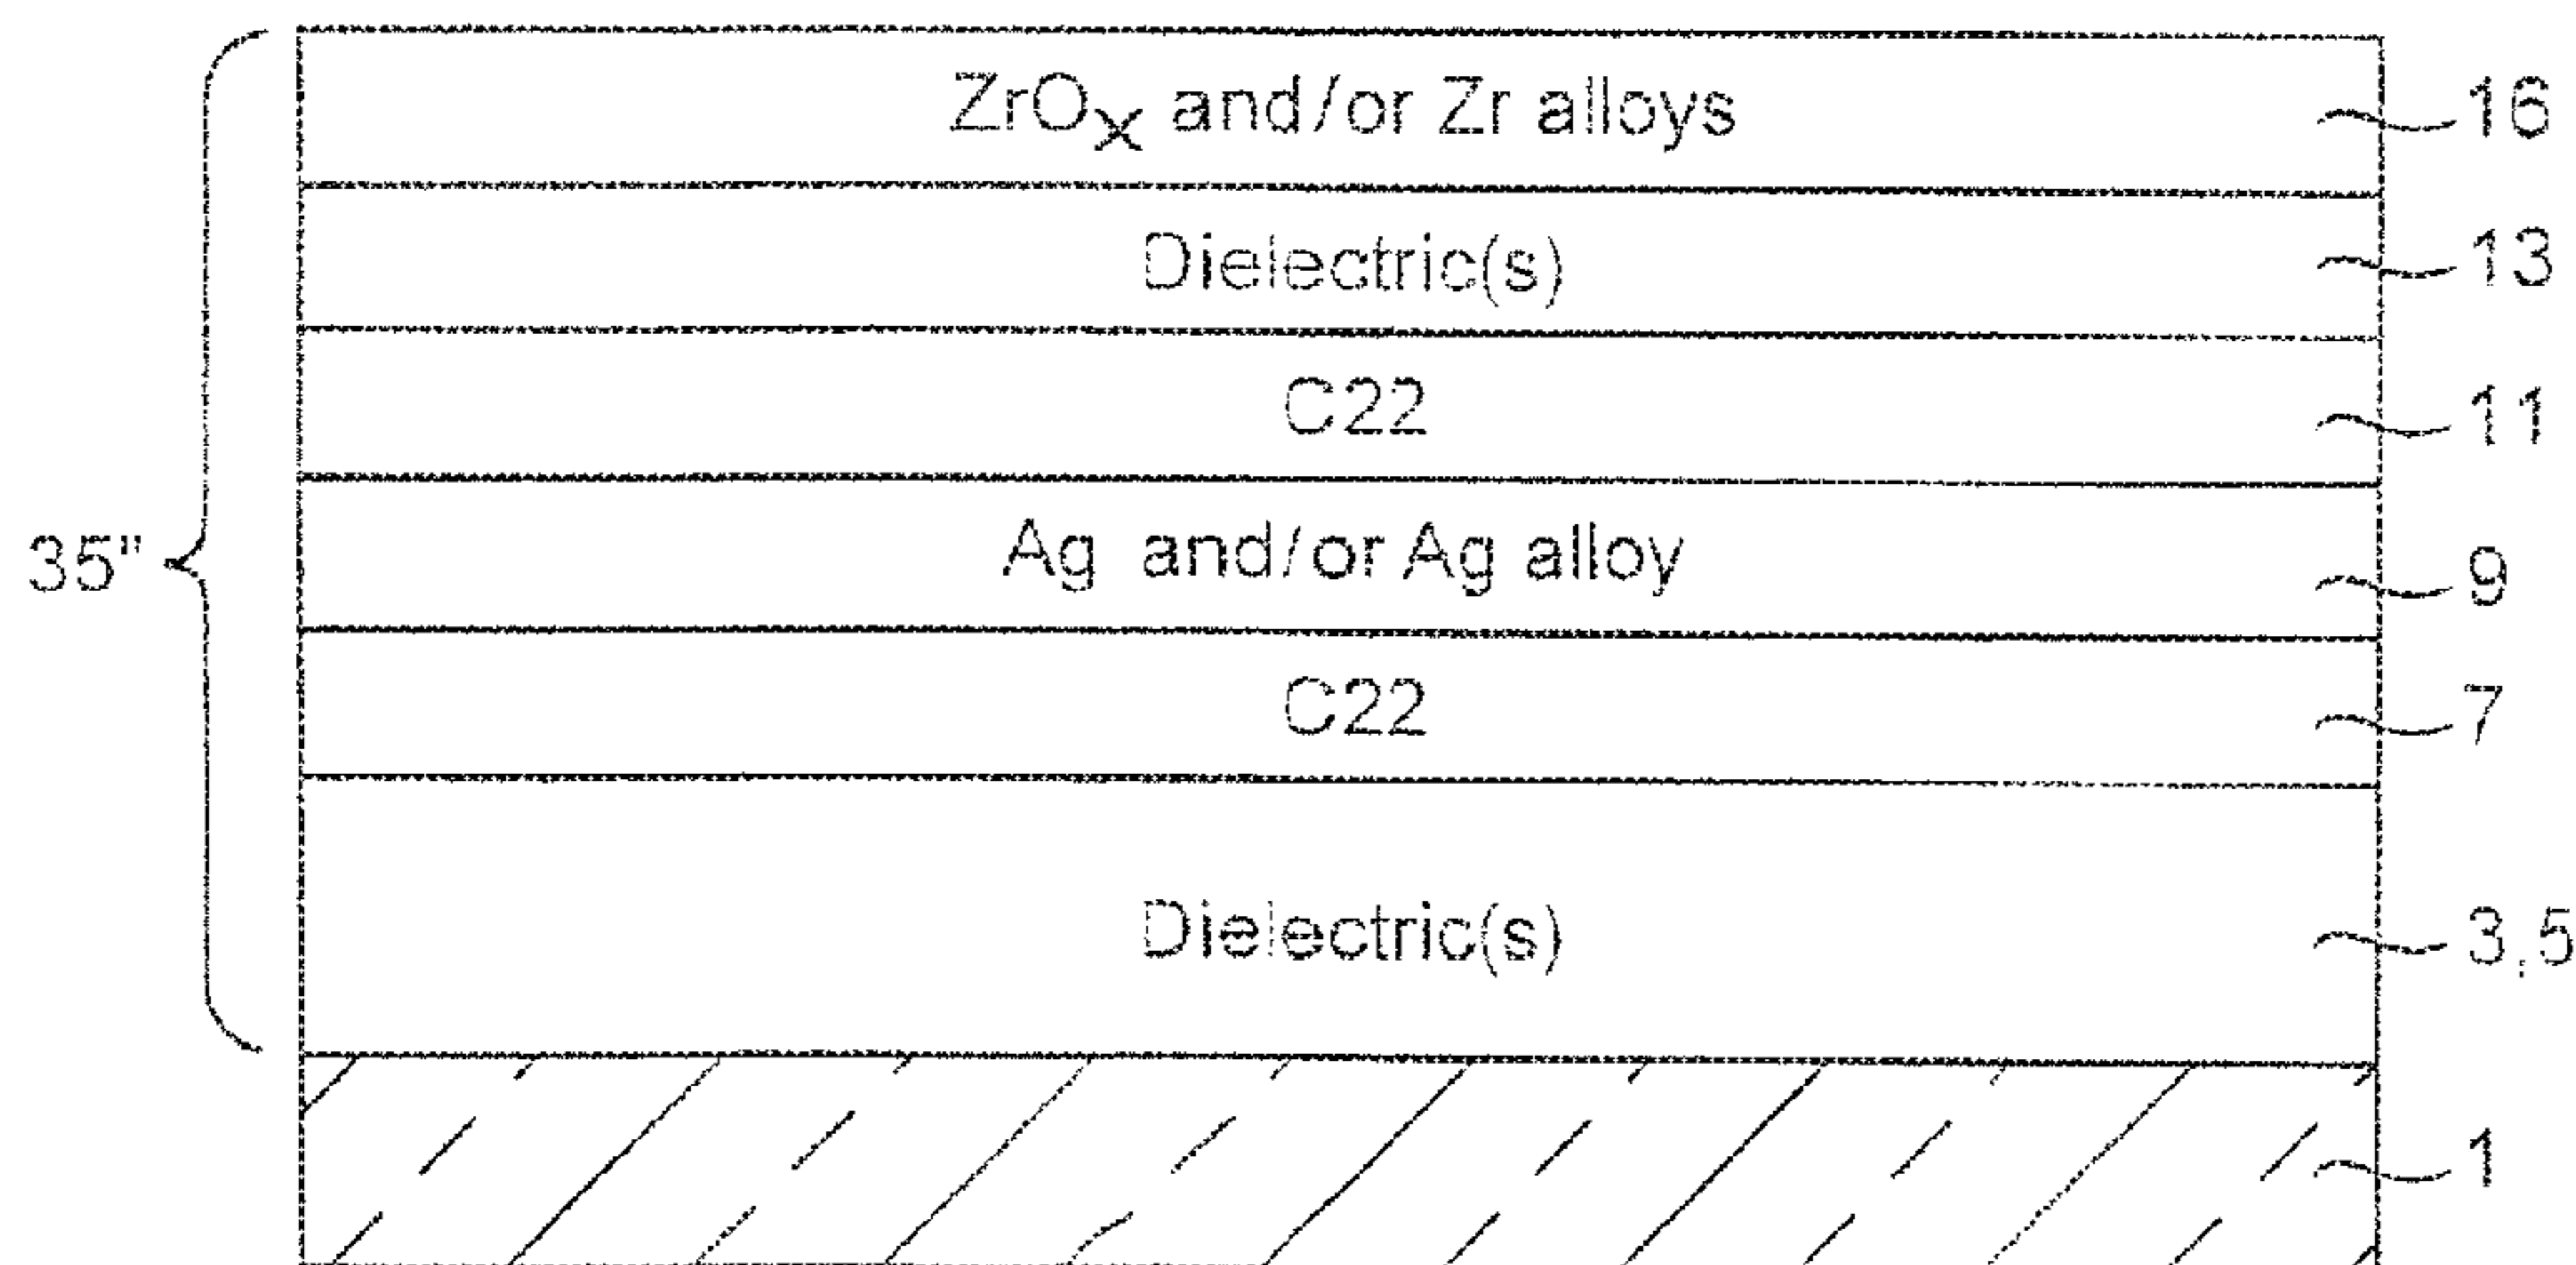 ZrOx and/or Zr alloys 16
Dielectric(s) 13
C22 11
Ag and/or Ag alloy 9
35"
C22 7
Dielectric(s) 3,5
1